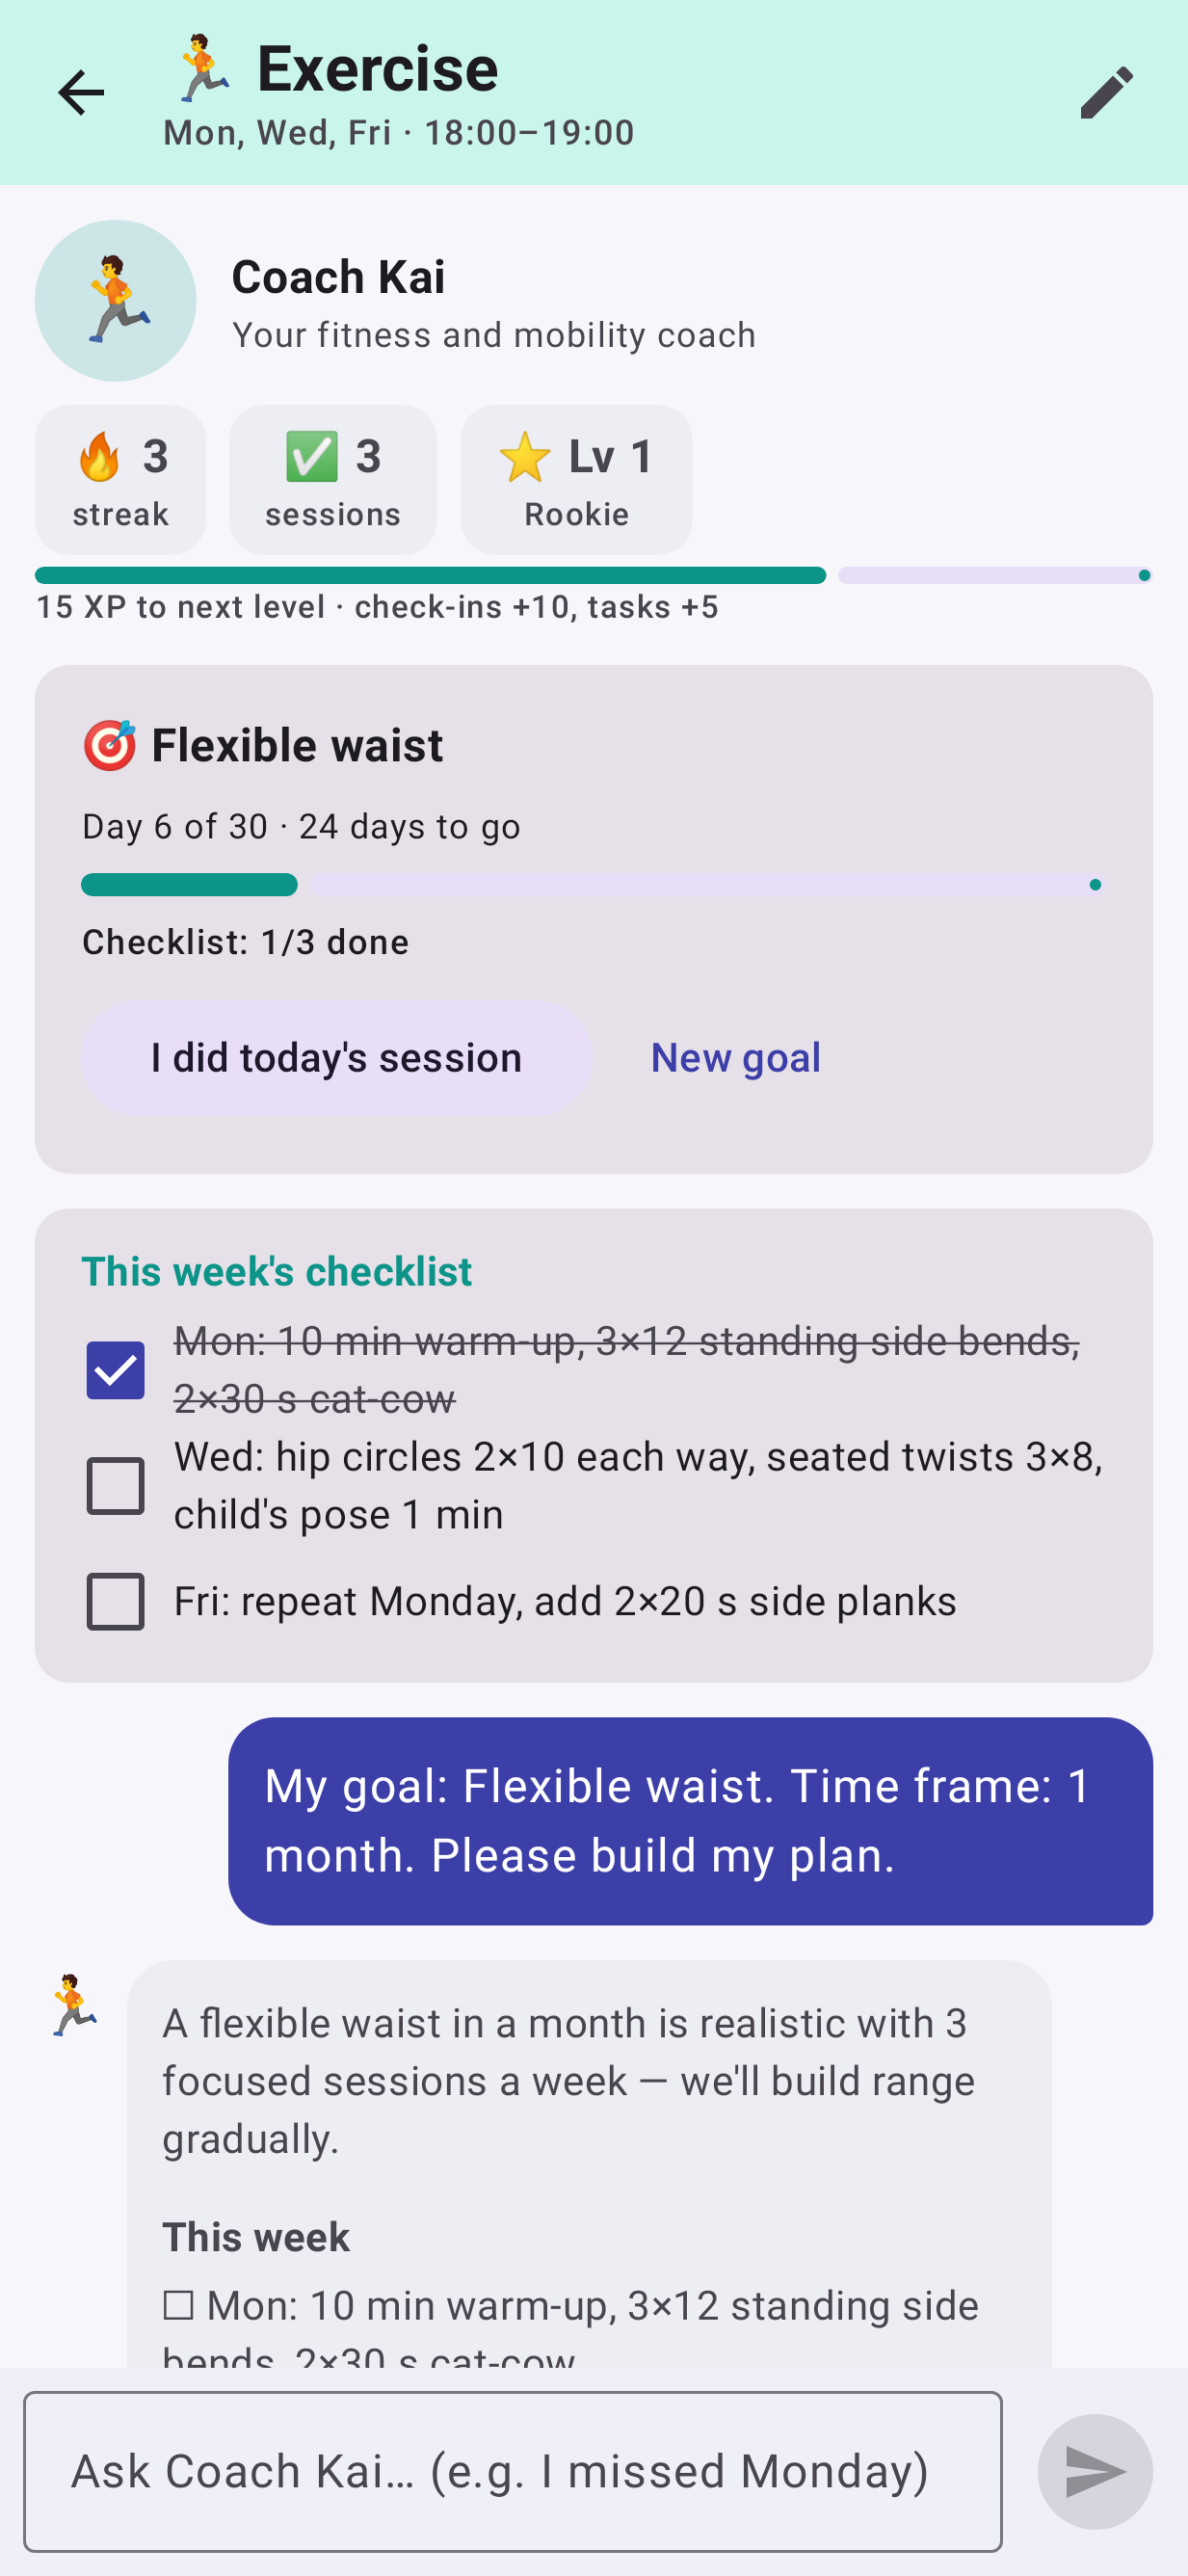 Exercise
Mon, Wed, Fri · 18:00–19:00
Coach Kai
Your fitness and mobility coach
3
streak
3
sessions
Lv 1
Rookie
15 XP to next level · check-ins +10, tasks +5
Flexible waist
Day 6 of 30 · 24 days to go
Checklist: 1/3 done
I did today's session
New goal
This week's checklist
Mon: 10 min warm-up, 3×12 standing side bends,
2×30 s cat-cow
Wed: hip circles 2×10 each way, seated twists 3×8,
child's pose 1 min
Fri: repeat Monday, add 2×20 s side planks
My goal: Flexible waist. Time frame: 1
month. Please build my plan.
A flexible waist in a month is realistic with 3
focused sessions a week — we'll build range
gradually.
This week
☐ Mon: 10 min warm-up, 3×12 standing side
bends, 2×30 s cat-cow
Ask Coach Kai… (e.g. I missed Monday)